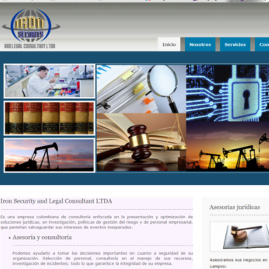 IRON
SECURITY
IRON LEGAL CONSULTANT LTDA
Inicio
Nosotros
Servicios
Con
Iron Security and Legal Consultant LTDA
Es una empresa colombiana de consultoría enfocada en la presentación y optimización de
soluciones jurídicas, en investigación, políticas de gestión del riesgo y de personal empresarial,
que permitan salvaguardar sus intereses de eventos inesperados.
Asesoría y consultoría
Podemos ayudarlo a tomar las decisiones importantes en cuanto a seguridad de su
organización. Selección de personal, consultoría en el manejo de sus recursos,
investigación de incidentes; todo lo que garantice la integridad de su empresa.
Asesorías jurídicas
Asesoramos sus negocios en
campos: